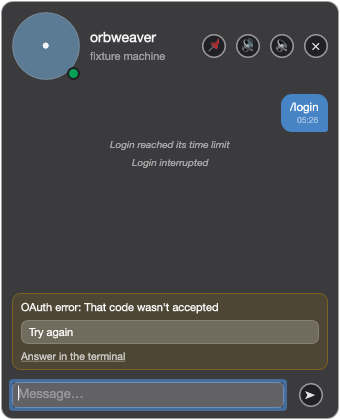 orbweaver
fixture machine
/login
05:26
Login reached its time limit
Login interrupted
OAuth error: That code wasn't accepted
Try again
Answer in the terminal
Message…